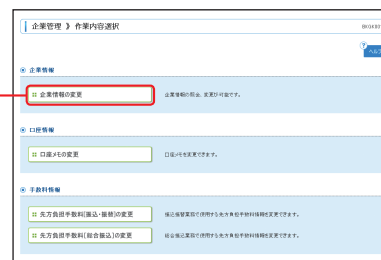 企業管理 》 作業内容選択
BKGK001
? ヘルプ
企業情報
企業情報の変更
企業情報の照会、変更が可能です。
口座情報
口座メモの変更
口座メモを変更できます。
手数料情報
先方負担手数料[振込・振替]の変更
振込振替業務で使用する先方負担手数料情報を変更できます。
先方負担手数料[総合振込]の変更
総合振込業務で使用する先方負担手数料情報を変更できます。